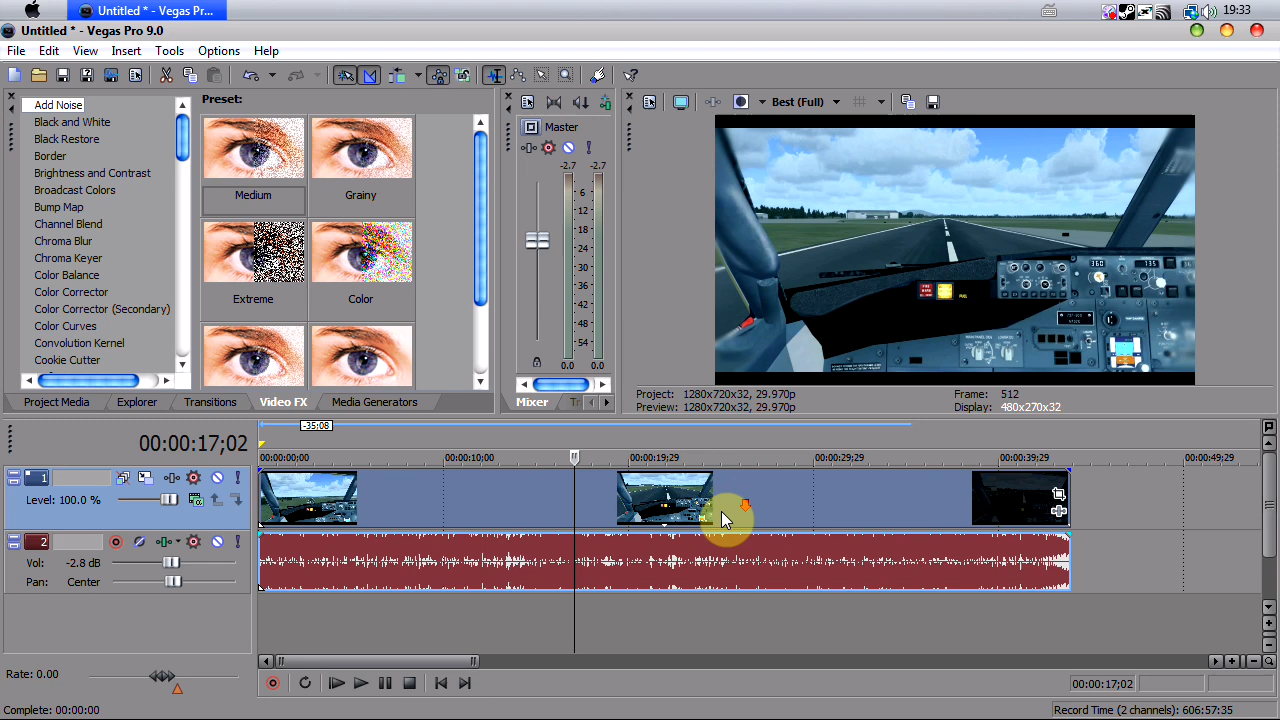 Untitled * - Vegas Pr...
19:33
Untitled * - Vegas Pro 9.0
File Edit View Insert Tools Options Help
Add Noise
Black and White
Black Restore
Border
Brightness and Contrast
Broadcast Colors
Bump Map
Channel Blend
Chroma Blur
Chroma Keyer
Color Balance
Color Corrector
Color Corrector (Secondary)
Color Curves
Convolution Kernel
Cookie Cutter
Preset:
Medium
Grainy
Extreme
Color
Project Media Explorer Transitions Video FX Media Generators
Master
-2.7 -2.7
6
12
18
24
30
36
42
48
54
0.0 0.0
Mixer Tr
Best (Full)
360
735
FUEL
Project: 1280x720x32, 29.970p
Preview: 1280x720x32, 29.970p
Frame: 512
Display: 480x270x32
00:00:17;02
-35:08
00:00:00;00 00:00:10;00 00:00:19;29 00:00:29;29 00:00:39;29 00:00:49;29
1
Level: 100.0 %
2
Vol: -2.8 dB
Pan: Center
Rate: 0.00
00:00:17;02
Complete: 00:00:00
Record Time (2 channels): 606:57:35